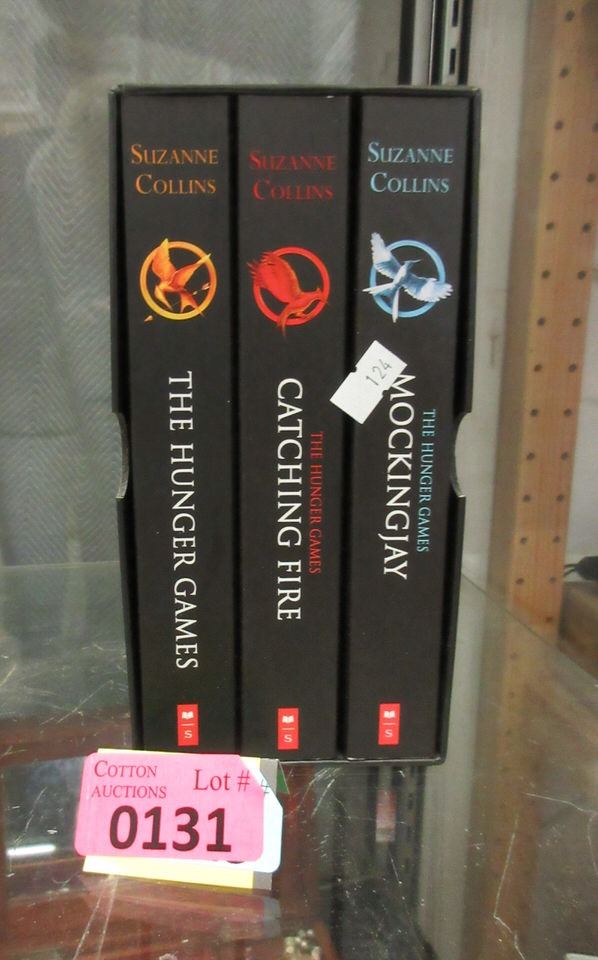 SUZANNE
COLLINS
THE HUNGER GAMES
S
SUZANNE
COLLINS
THE HUNGER GAMES
CATCHING FIRE
S
SUZANNE
COLLINS
124
THE HUNGER GAMES
MOCKINGJAY
S
COTTON
AUCTIONS
Lot #
0131